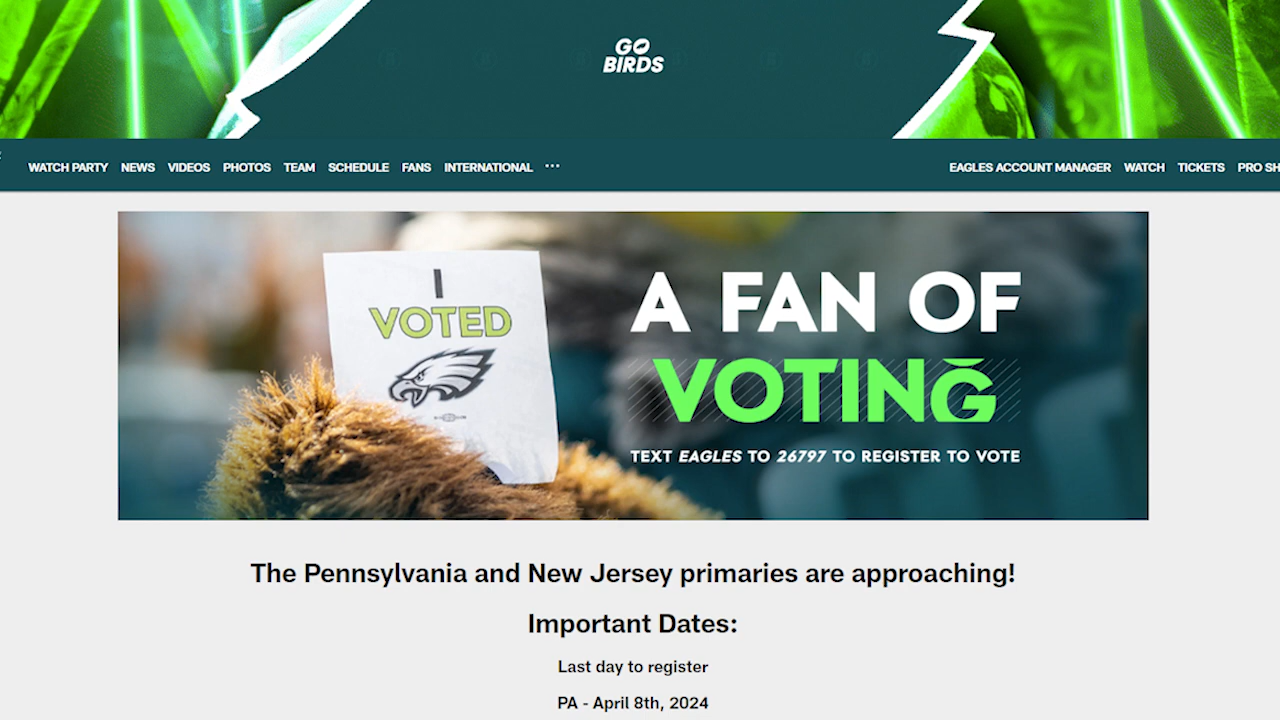 GO
BIRDS
WATCH PARTY NEWS VIDEOS PHOTOS TEAM SCHEDULE FANS INTERNATIONAL ··· EAGLES ACCOUNT MANAGER WATCH TICKETS PRO SH
I
VOTED
A FAN OF
VOTING
TEXT EAGLES TO 26797 TO REGISTER TO VOTE
The Pennsylvania and New Jersey primaries are approaching!
Important Dates:
Last day to register
PA - April 8th, 2024